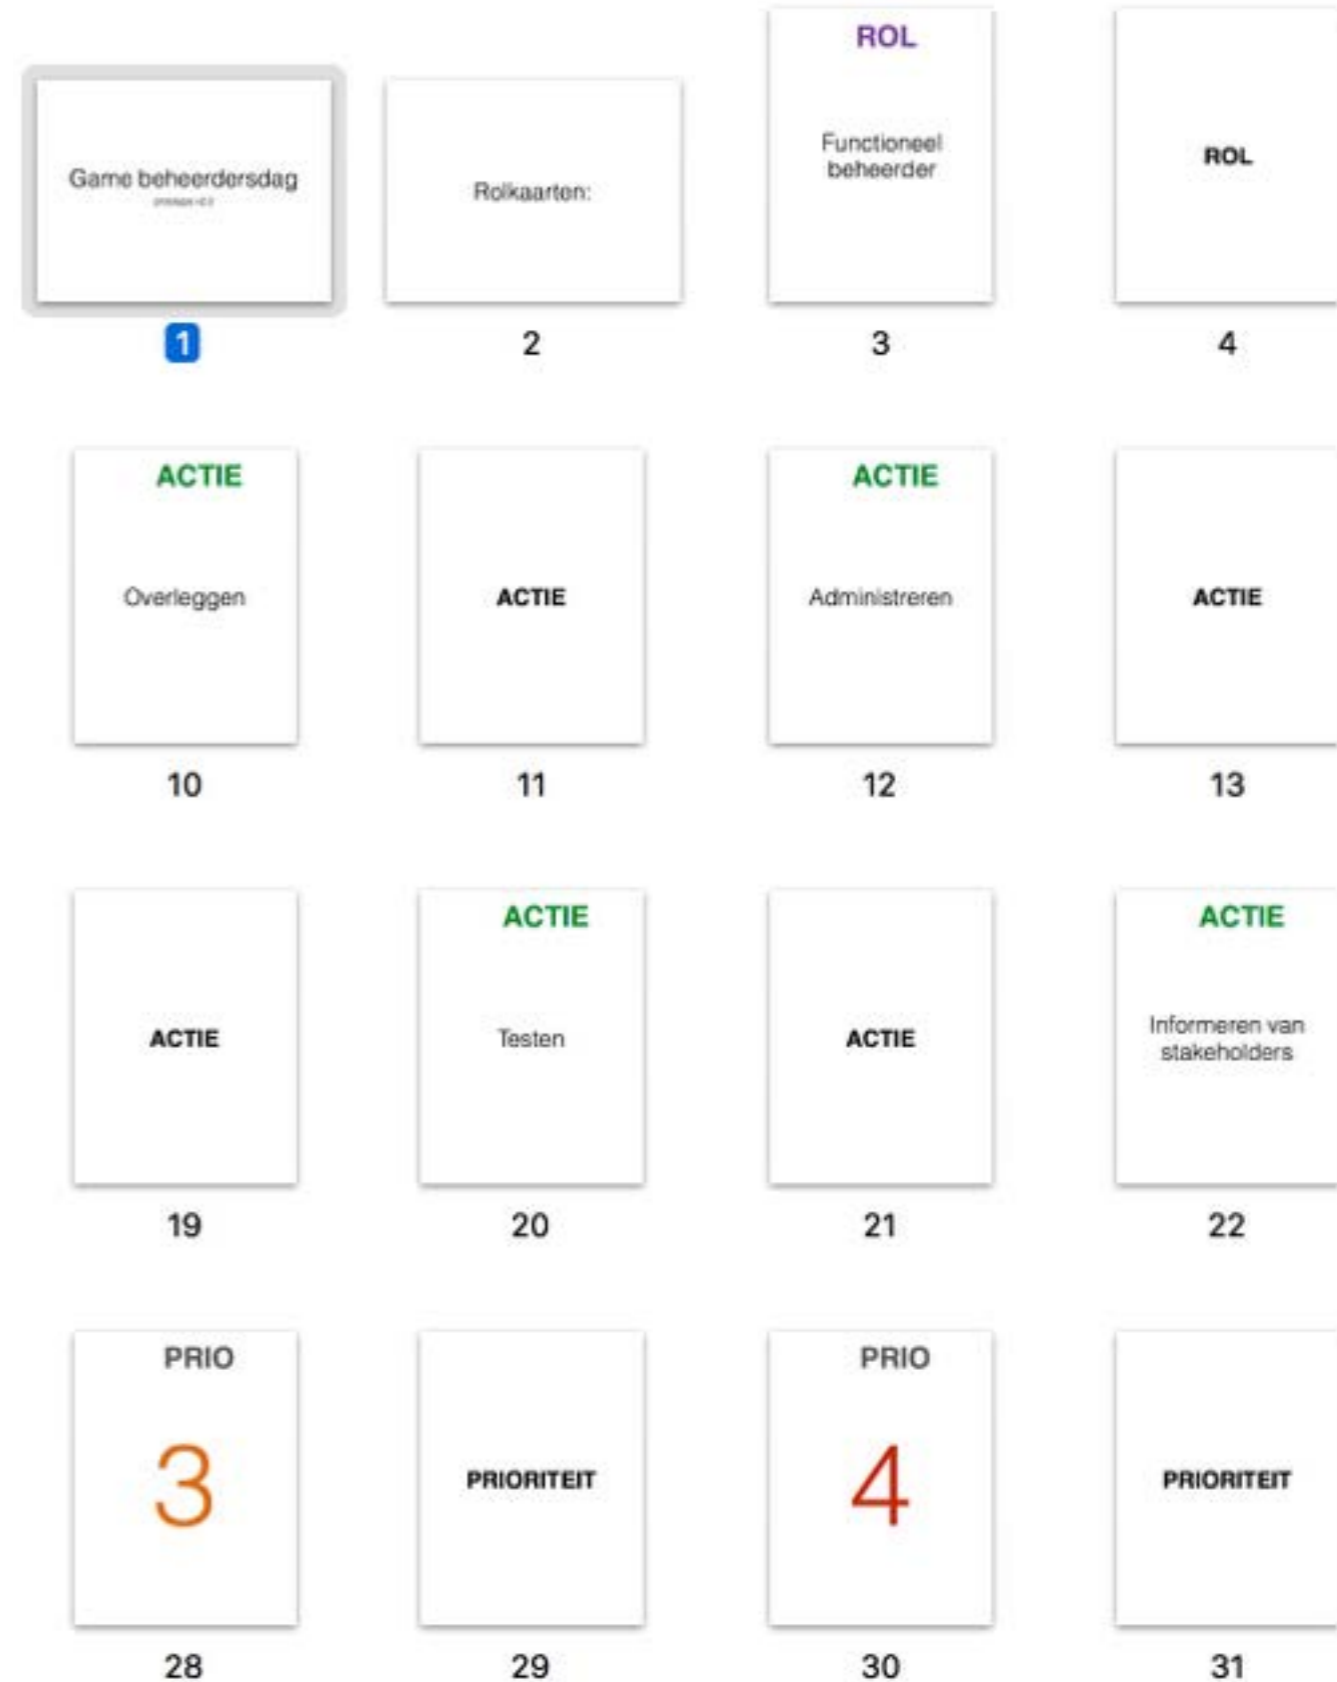 Game beheerdersdag
Rolkaarten:
ROL
Functioneel
beheerder
ROL
1
2
3
4
ACTIE
Overleggen
ACTIE
ACTIE
Administreren
ACTIE
10
11
12
13
ACTIE
ACTIE
Testen
ACTIE
ACTIE
Informeren van
stakeholders
19
20
21
22
PRIO
3
PRIORITEIT
PRIO
4
PRIORITEIT
28
29
30
31